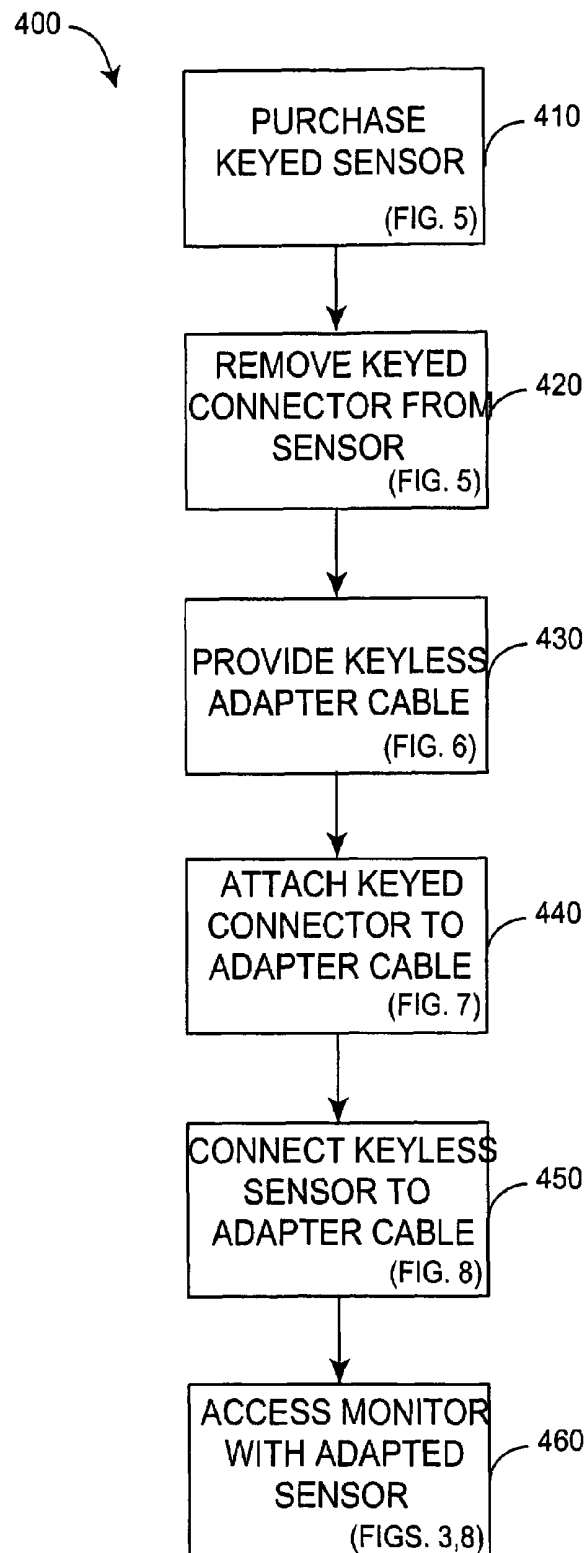 400
PURCHASE
KEYED SENSOR
(FIG. 5)
410
REMOVE KEYED
CONNECTOR FROM
SENSOR
(FIG. 5)
420
PROVIDE KEYLESS
ADAPTER CABLE
(FIG. 6)
430
ATTACH KEYED
CONNECTOR TO
ADAPTER CABLE
(FIG. 7)
440
CONNECT KEYLESS
SENSOR TO
ADAPTER CABLE
(FIG. 8)
450
ACCESS MONITOR
WITH ADAPTED
SENSOR
(FIGS. 3,8)
460